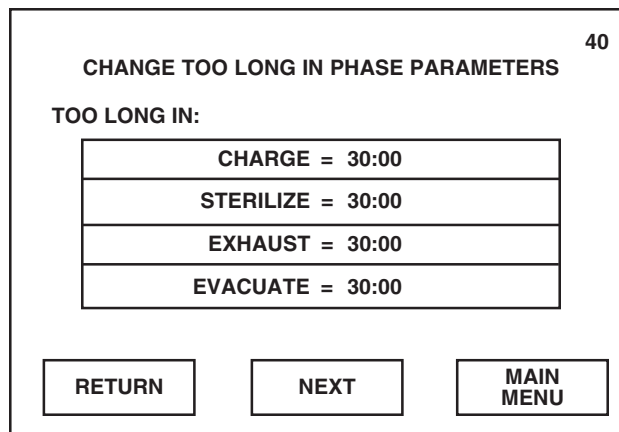 40
CHANGE TOO LONG IN PHASE PARAMETERS
TOO LONG IN:
CHARGE = 30:00
STERILIZE = 30:00
EXHAUST = 30:00
EVACUATE = 30:00
RETURN
NEXT
MAIN
MENU